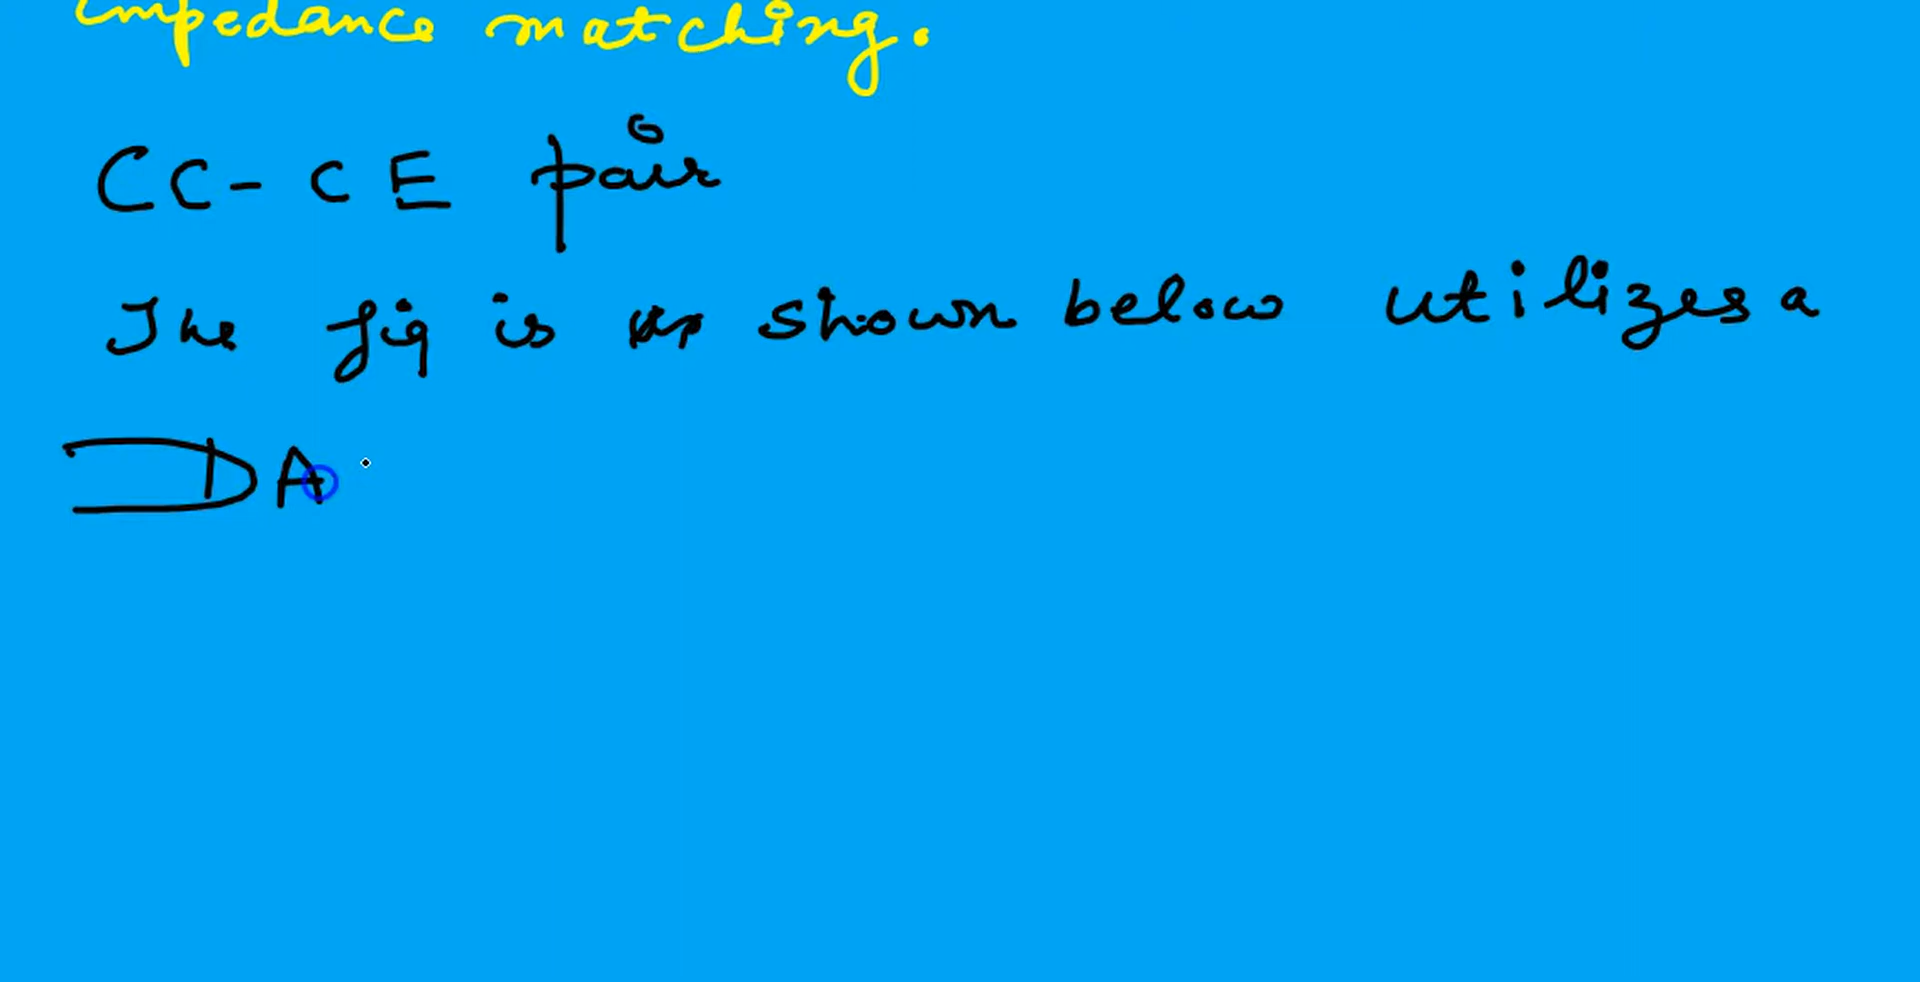 impedance matching.
CC-CE pair
The fig is shown below utilizes a
DA